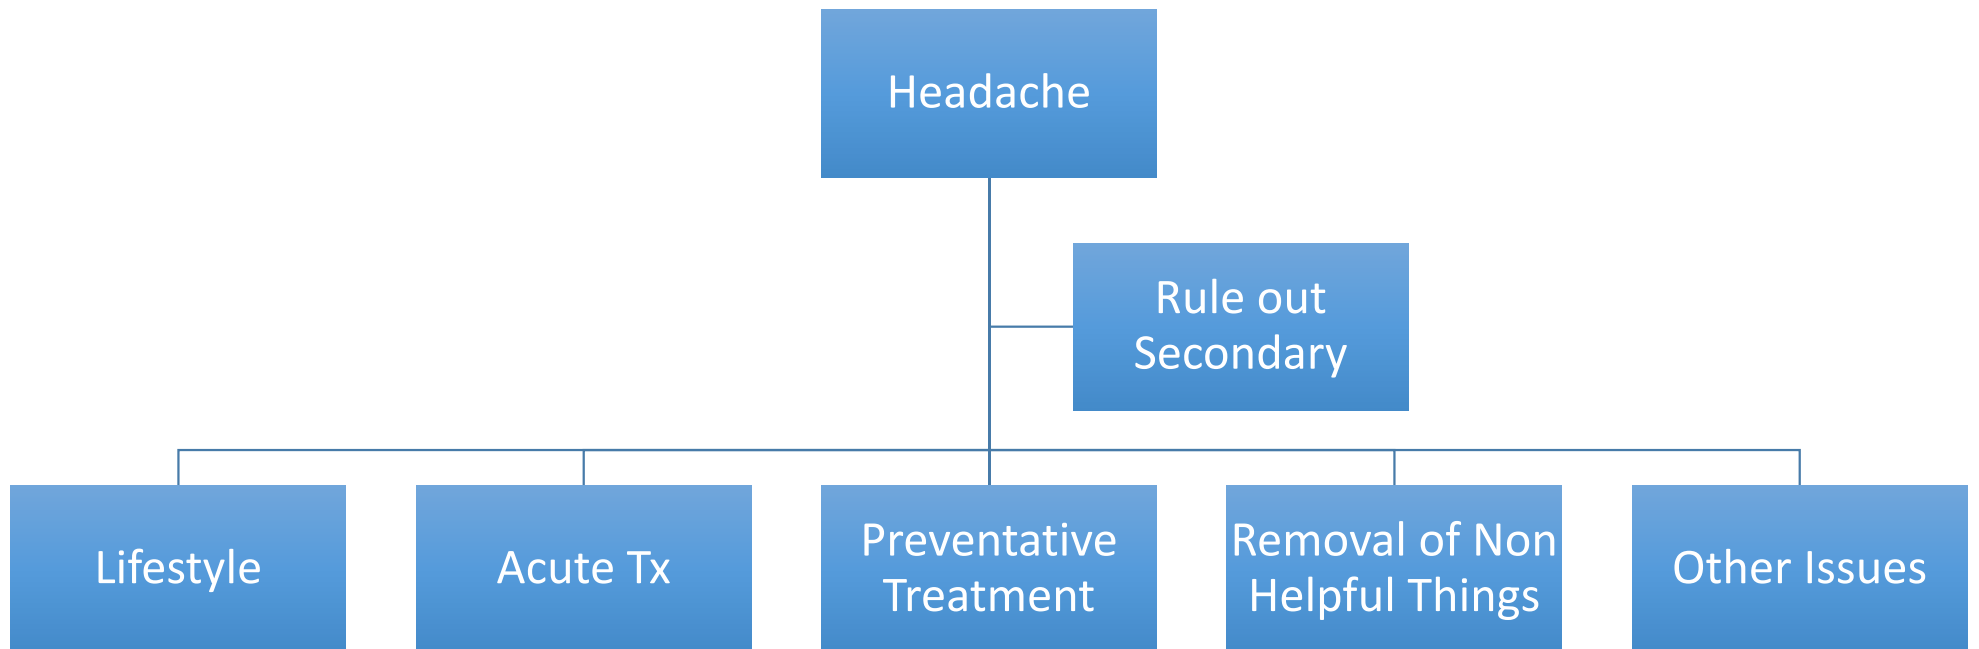 Headache
Rule out
Secondary
Lifestyle
Acute Tx
Preventative
Treatment
Removal of Non
Helpful Things
Other Issues